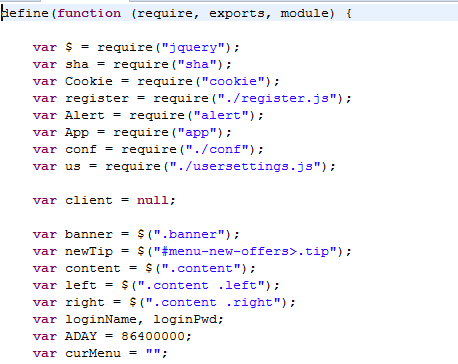 define(function (require, exports, module) {
var $ = require("jquery");
var sha = require("sha");
var Cookie = require("cookie");
var register = require("./register.js");
var Alert = require("alert");
var App = require("app");
var conf = require("./conf");
var us = require("./usersettings.js");
var client = null;
var banner = $(".banner");
var newTip = $("#menu-new-offers>.tip");
var content = $(".content");
var left = $(".content .left");
var right = $(".content .right");
var loginName, loginPwd;
var ADAY = 86400000;
var curMenu = "";